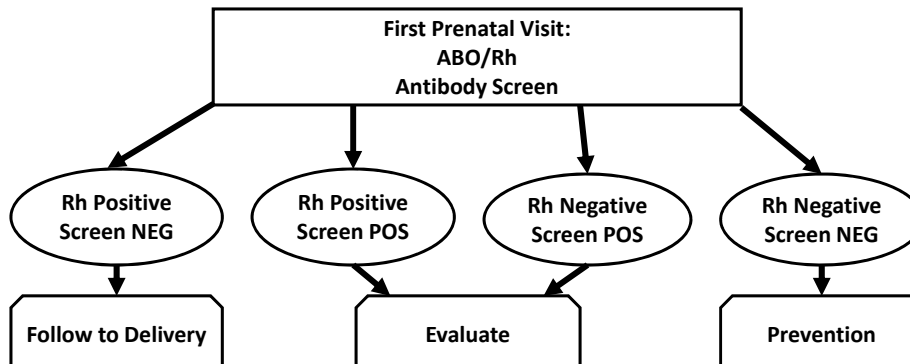 First Prenatal Visit:
ABO/Rh
Antibody Screen
Rh Positive
Screen NEG
Rh Positive
Screen POS
Rh Negative
Screen POS
Rh Negative
Screen NEG
Follow to Delivery
Evaluate
Prevention